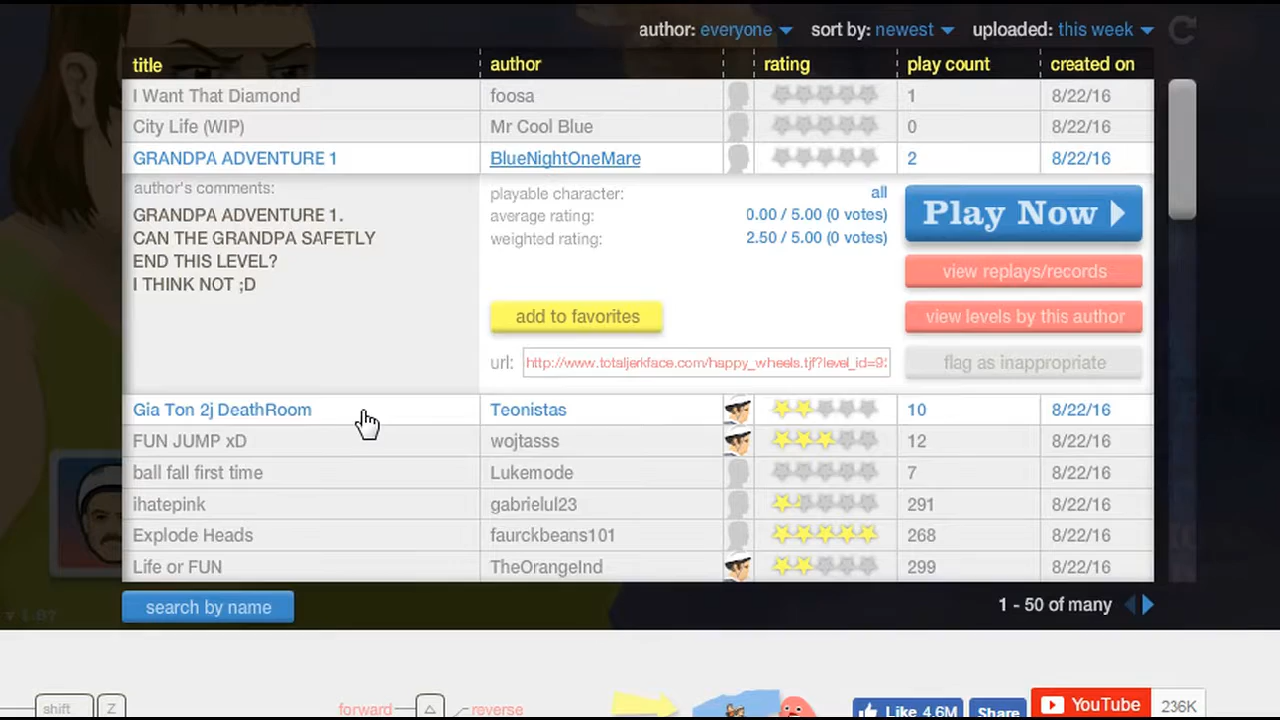 author: everyone sort by: newest uploaded: this week
title author rating play count created on
I Want That Diamond foosa 1 8/22/16
City Life (WIP) Mr Cool Blue 0 8/22/16
GRANDPA ADVENTURE 1 BlueNightOneMare 2 8/22/16
author's comments:
GRANDPA ADVENTURE 1.
CAN THE GRANDPA SAFETLY
END THIS LEVEL?
I THINK NOT ;D
playable character: all
average rating: 0.00 / 5.00 (0 votes)
weighted rating: 2.50 / 5.00 (0 votes)
add to favorites
url: http://www.totaljerkface.com/happy_wheels.tjf?level_id=9
Play Now
view replays/records
view levels by this author
flag as inappropriate
Gia Ton 2j DeathRoom Teonistas 10 8/22/16
FUN JUMP xD wojtasss 12 8/22/16
ball fall first time Lukemode 7 8/22/16
ihatepink gabrielul23 291 8/22/16
Explode Heads faurckbeans101 268 8/22/16
Life or FUN TheOrangeInd 299 8/22/16
search by name 1 - 50 of many
shift Z forward reverse Like 4.6M Share YouTube 236K